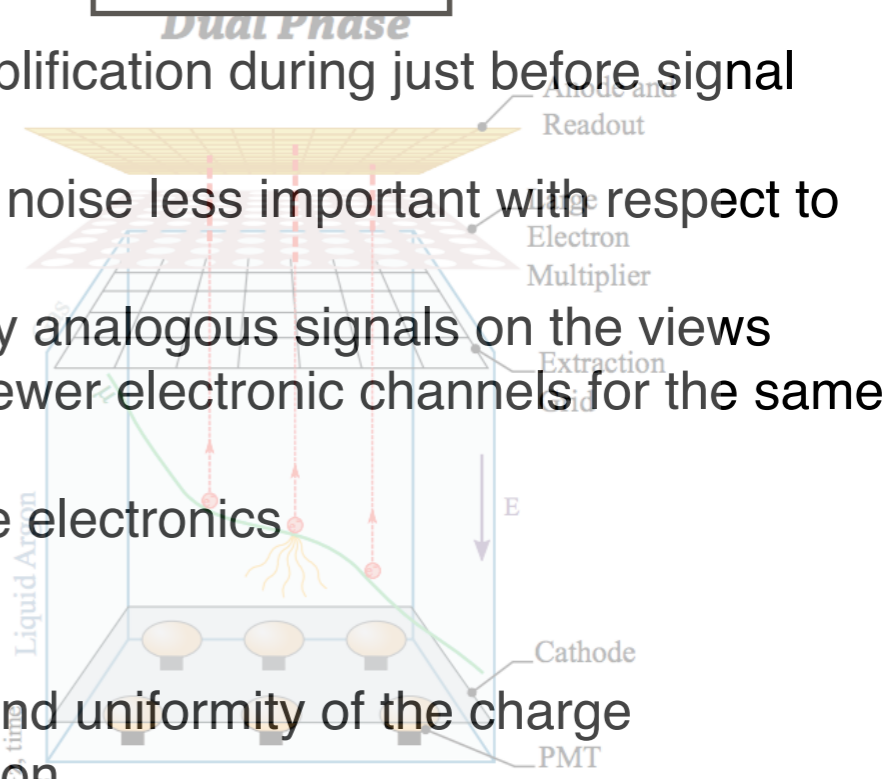 Dual Phase
plification during just before signal
Anode and
Readout
noise less important with respect to
Large
Electron
Multiplier
y analogous signals on the views
Extraction
Grid
ewer electronic channels for the same
e electronics
E
Liquid Argon
Cathode
nd uniformity of the charge
PMT
time
on